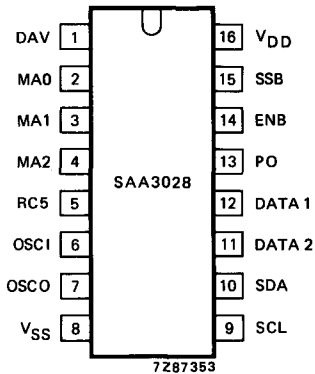 DAV 1 16 VDD
MA0 2 15 SSB
MA1 3 14 ENB
MA2 4 13 PO
SAA3028
RC5 5 12 DATA 1
OSCI 6 11 DATA 2
OSCO 7 10 SDA
VSS 8 9 SCL
7Z87353